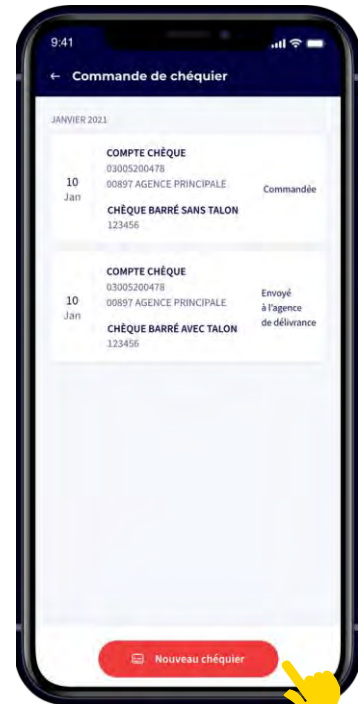 9:41
← Commande de chéquier
JANVIER 2021
10
Jan
COMPTE CHÈQUE
03005200478
00897 AGENCE PRINCIPALE
CHÈQUE BARRÉ SANS TALON
123456
Commandée
10
Jan
COMPTE CHÈQUE
03005200478
00897 AGENCE PRINCIPALE
CHÈQUE BARRÉ AVEC TALON
123456
Envoyé
à l'agence
de délivrance
Nouveau chéquier